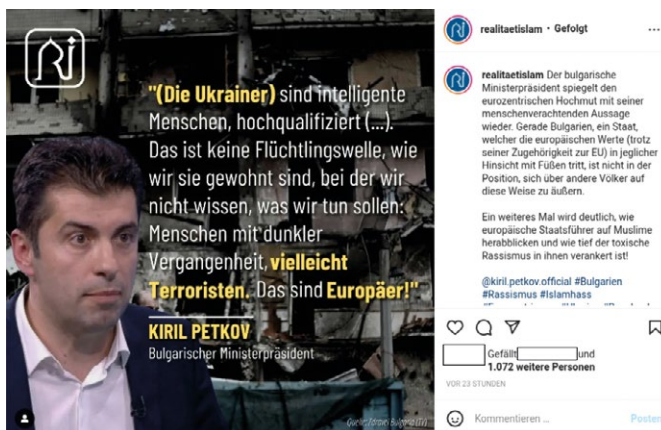 "(Die Ukrainer) sind intelligente
Menschen, hochqualifiziert (...).
Das ist keine Flüchtlingswelle, wie
wir sie gewohnt sind, bei der wir
nicht wissen, was wir tun sollen:
Menschen mit dunkler
Vergangenheit, vielleicht
Terroristen. Das sind Europäer!"
KIRIL PETKOV
Bulgarischer Ministerpräsident
Quelle: Zdravei Bulgaria (TV)
realitaetislam • Gefolgt
realitaetislam Der bulgarische
Ministerpräsident spiegelt den
eurozentrischen Hochmut mit seiner
menschenverachtenden Aussage
wieder. Gerade Bulgarien, ein Staat,
welcher die europäischen Werte (trotz
seiner Zugehörigkeit zur EU) in jeglicher
Hinsicht mit Füßen tritt, ist nicht in der
Position, sich über andere Völker auf
diese Weise zu äußern.
Ein weiteres Mal wird deutlich, wie
europäische Staatsführer auf Muslime
herabblicken und wie tief der toxische
Rassismus in ihnen verankert ist!
@kiril.petkov.official #Bulgarien
#Rassismus #Islamhass
Gefällt und
1.072 weitere Personen
VOR 23 STUNDEN
Kommentieren ...
Posten